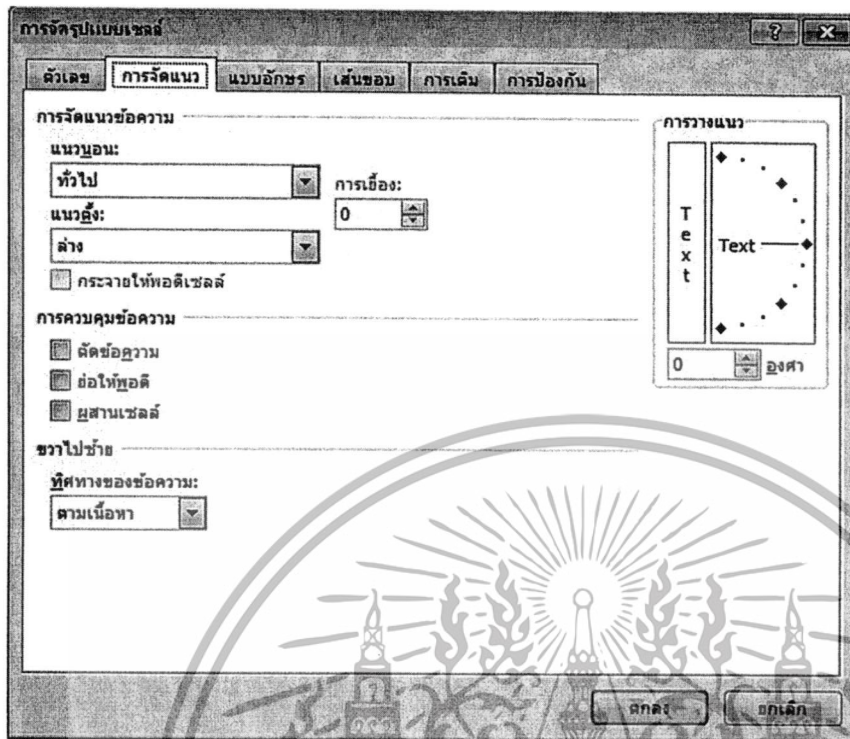 การจัดรูปแบบเซลล์
ตัวเลข การจัดแนว แบบอักษร เส้นขอบ การเติม การป้องกัน
การจัดแนวข้อความ
แนวนอน:
ทั่วไป
การเยื้อง:
0
แนวตั้ง:
ล่าง
กระจายให้พอดีเซลล์
การควบคุมข้อความ
ตัดข้อความ
ย่อให้พอดี
ผสานเซลล์
ขวาไปซ้าย
ทิศทางของข้อความ:
ตามเนื้อหา
การวางแนว
Text
Text
0 องศา
ตกลง ยกเลิก